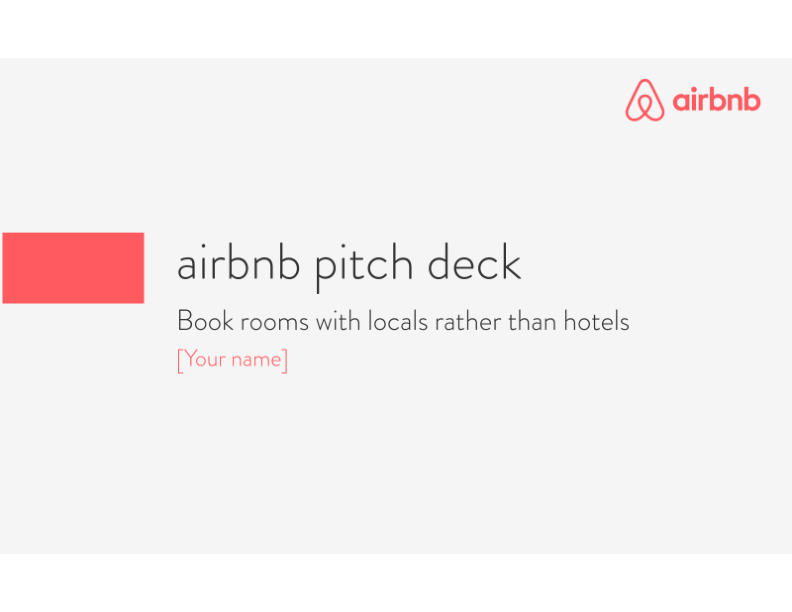 airbnb
airbnb pitch deck
Book rooms with locals rather than hotels
[Your name]